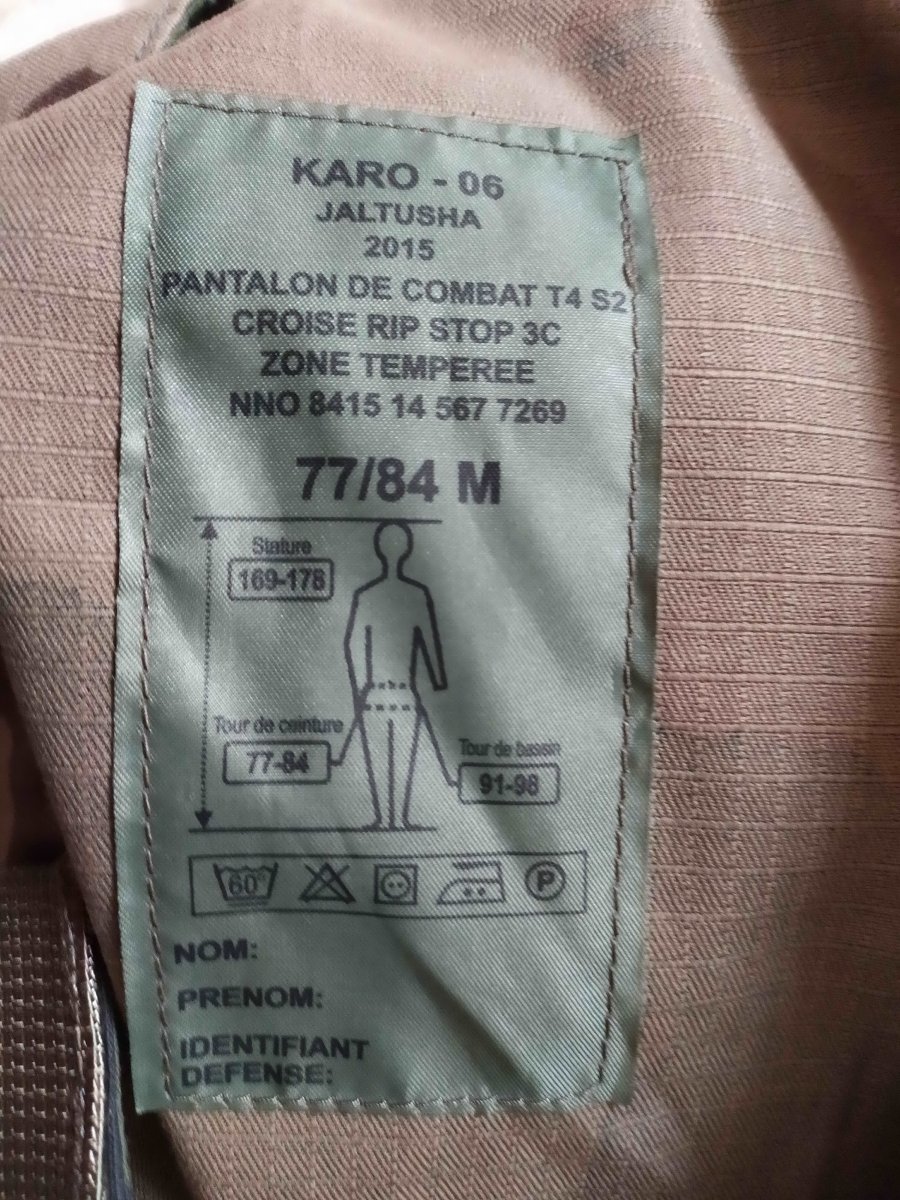 KARO - 06
JALTUSHA
2015
PANTALON DE COMBAT T4 S2
CROISE RIP STOP 3C
ZONE TEMPEREE
NNO 8415 14 567 7269
77/84 M
Stature
169-178
Tour de ceinture
77-84
Tour de bassin
91-98
60°
P
NOM:
PRENOM:
IDENTIFIANT
DEFENSE: